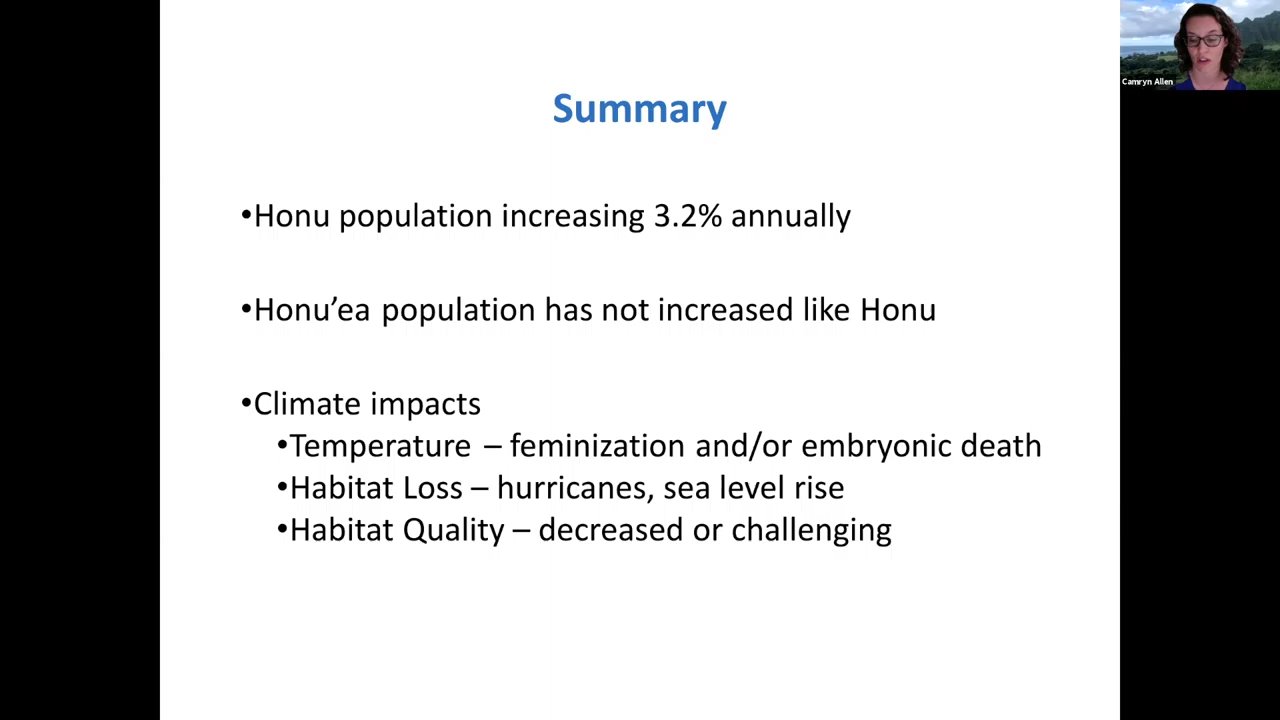 Camryn Allen
Summary
•Honu population increasing 3.2% annually
•Honu’ea population has not increased like Honu
•Climate impacts
•Temperature – feminization and/or embryonic death
•Habitat Loss – hurricanes, sea level rise
•Habitat Quality – decreased or challenging